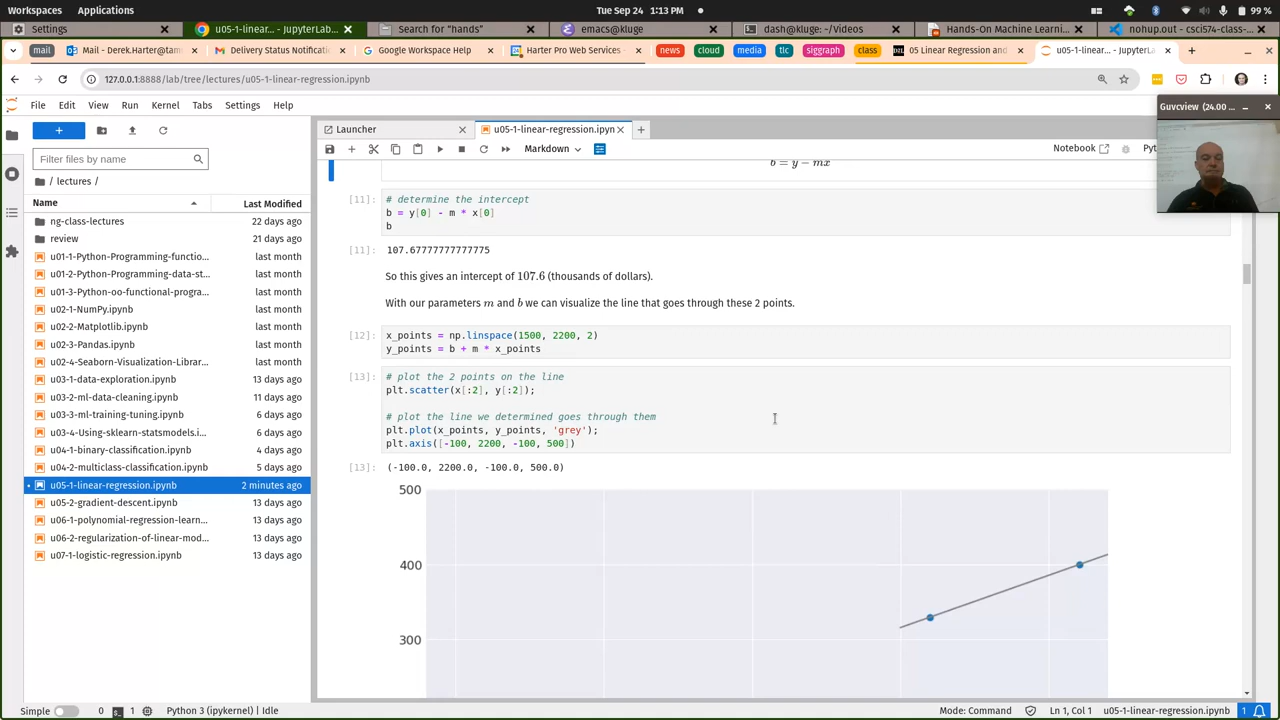 Workspaces Applications Tue Sep 24 1:13 PM 99 %
Settings u05-1-linear-regres... - JupyterLab... Search for "hands" emacs@kluge dash@kluge: ~/Videos Hands-On Machine Learning... nohup.out - csci574-class-...
mail Mail - Derek.Harter@tamuc... Delivery Status Notificati... Google Workspace Help Harter Pro Web Services - news cloud media tlc siggraph class 05 Linear Regression and... u05-1-linear-... - JupyterL...
127.0.0.1:8888/lab/tree/lectures/u05-1-linear-regression.ipynb
Guvcview (24.00 ...
File Edit View Run Kernel Tabs Settings Help
Launcher u05-1-linear-regression.ipyn
Markdown Notebook Pyt
Filter files by name
/ lectures /
Name Last Modified
ng-class-lectures 22 days ago
review 21 days ago
u01-1-Python-Programming-functio... last month
u01-2-Python-Programming-data-st... last month
u01-3-Python-oo-functional-progra... last month
u02-1-NumPy.ipynb last month
u02-2-Matplotlib.ipynb last month
u02-3-Pandas.ipynb last month
u02-4-Seaborn-Visualization-Librar... last month
u03-1-data-exploration.ipynb 13 days ago
u03-2-ml-data-cleaning.ipynb 11 days ago
u03-3-ml-training-tuning.ipynb 6 days ago
u03-4-Using-sklearn-statsmodels.i... 6 days ago
u04-1-binary-classification.ipynb 4 days ago
u04-2-multiclass-classification.ipynb 5 days ago
u05-1-linear-regression.ipynb 2 minutes ago
u05-2-gradient-descent.ipynb 13 days ago
u06-1-polynomial-regression-learn... 13 days ago
u06-2-regularization-of-linear-mod... 13 days ago
u07-1-logistic-regression.ipynb 13 days ago
b = y − mx
[11]: # determine the intercept
b = y[0] - m * x[0]
b
[11]: 107.67777777777775
So this gives an intercept of 107.6 (thousands of dollars).
With our parameters m and b we can visualize the line that goes through these 2 points.
[12]: x_points = np.linspace(1500, 2200, 2)
y_points = b + m * x_points
[13]: # plot the 2 points on the line
plt.scatter(x[:2], y[:2]);
# plot the line we determined goes through them
plt.plot(x_points, y_points, 'grey');
plt.axis([-100, 2200, -100, 500])
[13]: (-100.0, 2200.0, -100.0, 500.0)
500
400
300
Simple 0 1 Python 3 (ipykernel) | Idle Mode: Command Ln 1, Col 1 u05-1-linear-regression.ipynb 1